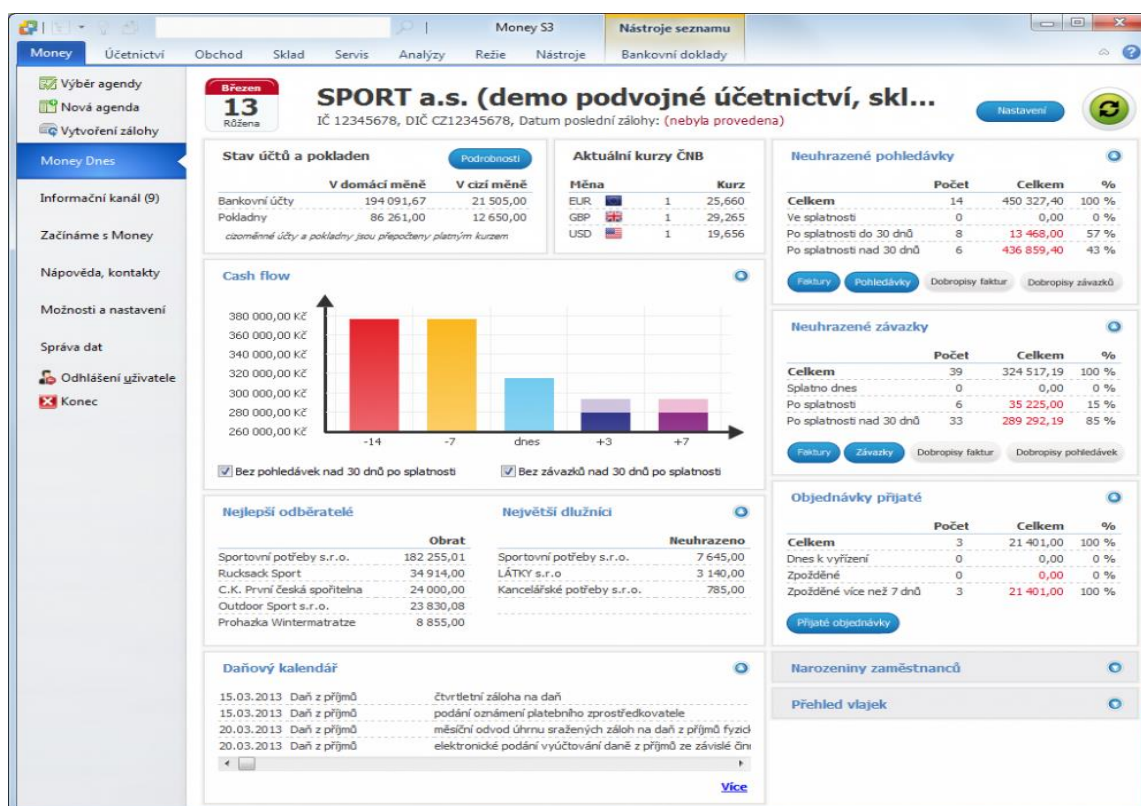 Money S3
Nástroje seznamu
Money Účetnictví Obchod Sklad Servis Analýzy Režie Nástroje Bankovní doklady
Výběr agendy
Nová agenda
Vytvoření zálohy
Money Dnes
Informační kanál (9)
Začínáme s Money
Nápověda, kontakty
Možnosti a nastavení
Správa dat
Odhlášení uživatele
Konec
Březen
13
Růžena
SPORT a.s. (demo podvojné účetnictví, skl...
IČ 12345678, DIČ CZ12345678, Datum poslední zálohy: (nebyla provedena)
Nastavení
Stav účtů a pokladen Podrobnosti
V domácí měně V cizí měně
Bankovní účty 194 091,67 21 505,00
Pokladny 86 261,00 12 650,00
cizoměnné účty a pokladny jsou přepočteny platným kurzem
Aktuální kurzy ČNB
Měna Kurz
EUR 1 25,660
GBP 1 29,265
USD 1 19,656
Cash flow
380 000,00 Kč
360 000,00 Kč
340 000,00 Kč
320 000,00 Kč
300 000,00 Kč
280 000,00 Kč
260 000,00 Kč
-14 -7 dnes +3 +7
Bez pohledávek nad 30 dnů po splatnosti Bez závazků nad 30 dnů po splatnosti
Nejlepší odběratelé
Obrat
Sportovní potřeby s.r.o. 182 255,01
Rucksack Sport 34 914,00
C.K. První česká spořitelna 24 000,00
Outdoor Sport s.r.o. 23 830,08
Prohazka Wintermatratze 8 855,00
Největší dlužníci
Neuhrazeno
Sportovní potřeby s.r.o. 7 645,00
LÁTKY s.r.o 3 140,00
Kancelářské potřeby s.r.o. 785,00
Daňový kalendář
15.03.2013 Daň z příjmů čtvrtletní záloha na daň
15.03.2013 Daň z příjmů podání oznámení platebního zprostředkovatele
20.03.2013 Daň z příjmů měsíční odvod úhrnu sražených záloh na daň z příjmů fyzick
20.03.2013 Daň z příjmů elektronické podání vyúčtování daně z příjmů ze závislé čin
Více
Neuhrazené pohledávky
Počet Celkem %
Celkem 14 450 327,40 100 %
Ve splatnosti 0 0,00 0 %
Po splatnosti do 30 dnů 8 13 468,00 57 %
Po splatnosti nad 30 dnů 6 436 859,40 43 %
Faktury Pohledávky Dobropisy faktur Dobropisy závazků
Neuhrazené závazky
Počet Celkem %
Celkem 39 324 517,19 100 %
Splatno dnes 0 0,00 0 %
Po splatnosti 6 35 225,00 15 %
Po splatnosti nad 30 dnů 33 289 292,19 85 %
Faktury Závazky Dobropisy faktur Dobropisy pohledávek
Objednávky přijaté
Počet Celkem %
Celkem 3 21 401,00 100 %
Dnes k vyřízení 0 0,00 0 %
Zpožděné 0 0,00 0 %
Zpožděné více než 7 dnů 3 21 401,00 100 %
Přijaté objednávky
Narozeniny zaměstnanců
Přehled vlajek